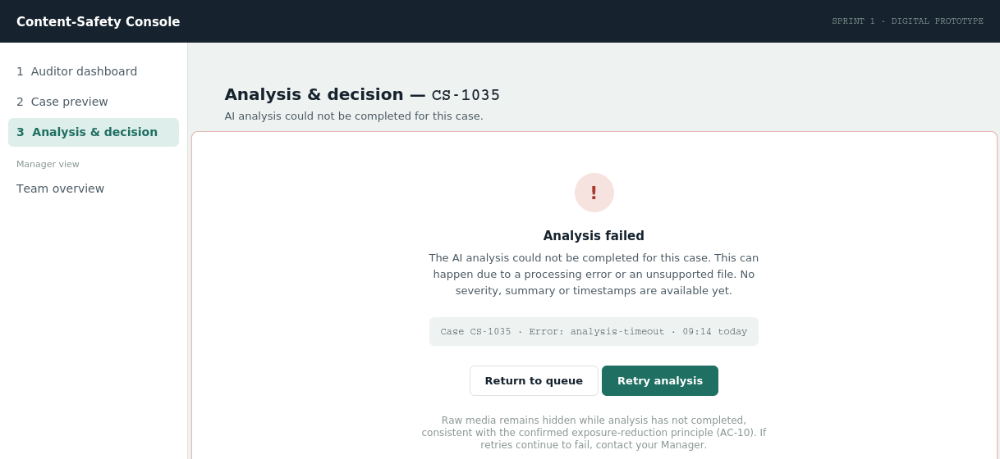 Content-Safety Console
SPRINT 1 · DIGITAL PROTOTYPE
1 Auditor dashboard
2 Case preview
3 Analysis & decision
Manager view
Team overview
Analysis & decision — CS-1035
AI analysis could not be completed for this case.
!
Analysis failed
The AI analysis could not be completed for this case. This can
happen due to a processing error or an unsupported file. No
severity, summary or timestamps are available yet.
Case CS-1035 · Error: analysis-timeout · 09:14 today
Return to queue
Retry analysis
Raw media remains hidden while analysis has not completed,
consistent with the confirmed exposure-reduction principle (AC-10). If
retries continue to fail, contact your Manager.